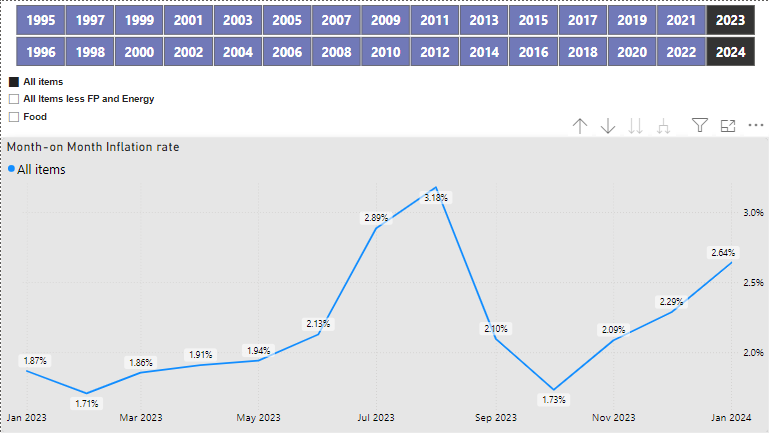 1995 1997 1999 2001 2003 2005 2007 2009 2011 2013 2015 2017 2019 2021 2023
1996 1998 2000 2002 2004 2006 2008 2010 2012 2014 2016 2018 2020 2022 2024
All items
All Items less FP and Energy
Food
Month-on Month Inflation rate
All items
3.18%
3.0%
2.89%
2.64%
2.5%
2.29%
2.13%
2.10%
2.09%
2.0%
1.87%
1.86%
1.91%
1.94%
1.71%
1.73%
Jan 2023 Mar 2023 May 2023 Jul 2023 Sep 2023 Nov 2023 Jan 2024